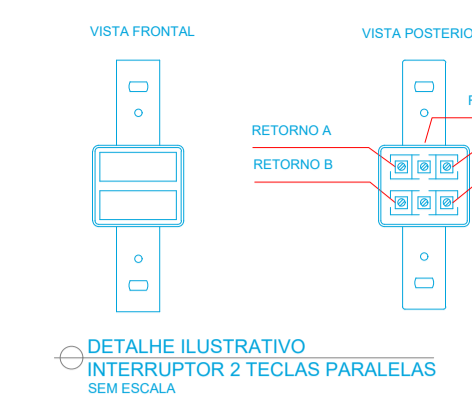 VISTA FRONTAL
VISTA POSTERIO
RETORNO A
RETORNO B
DETALHE ILUSTRATIVO
INTERRUPTOR 2 TECLAS PARALELAS
SEM ESCALA